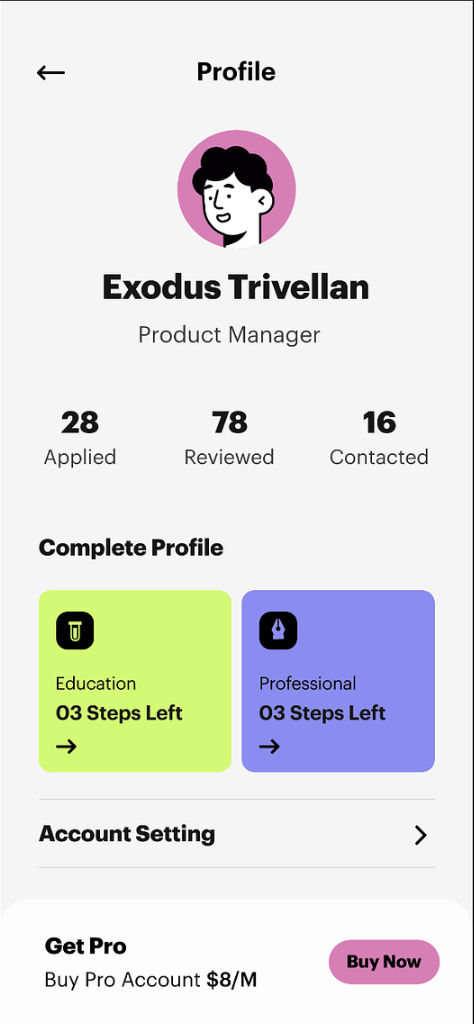 Profile
Exodus Trivellan
Product Manager
28 78 16
Applied Reviewed Contacted
Complete Profile
Education Professional
03 Steps Left 03 Steps Left
Account Setting
Get Pro
Buy Pro Account $8/M
Buy Now